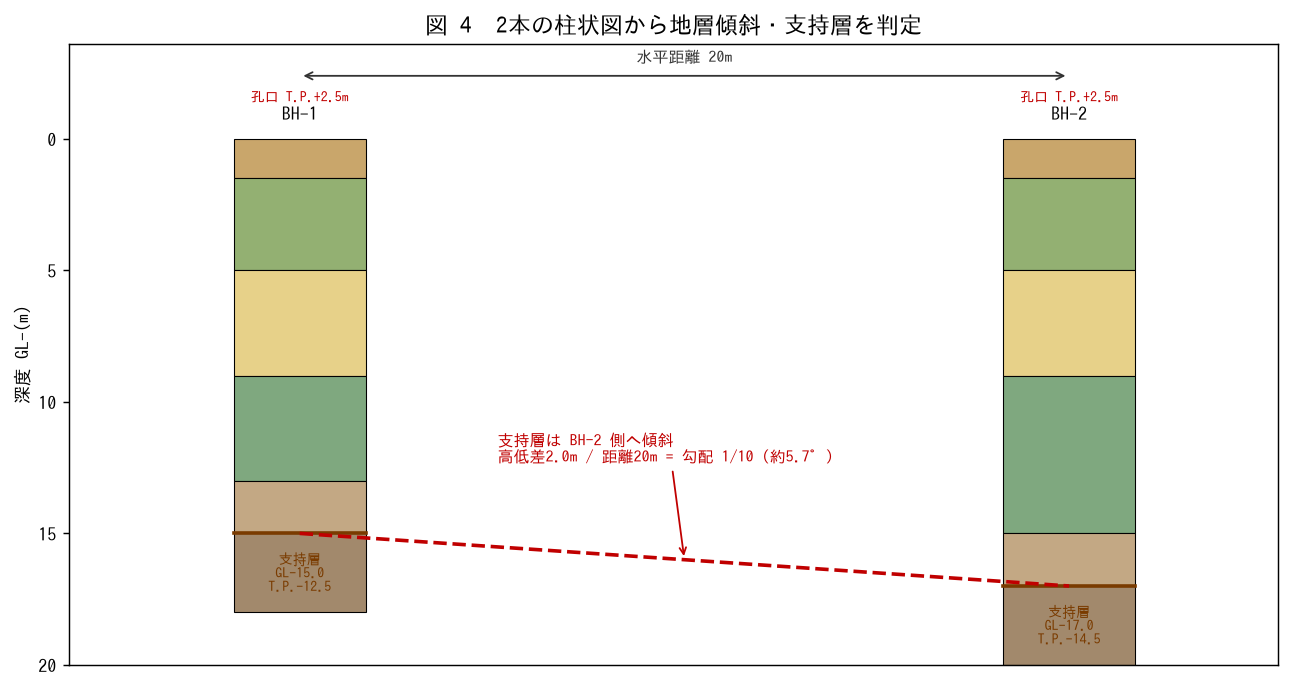 図 4　2本の柱状図から地層傾斜・支持層を判定
水平距離 20m
孔口 T.P.+2.5m
BH-1
孔口 T.P.+2.5m
BH-2
深度 GL-(m)
0
5
10
15
20
支持層は BH-2 側へ傾斜
高低差2.0m / 距離20m = 勾配 1/10 (約5.7°)
支持層
GL-15.0
T.P.-12.5
支持層
GL-17.0
T.P.-14.5